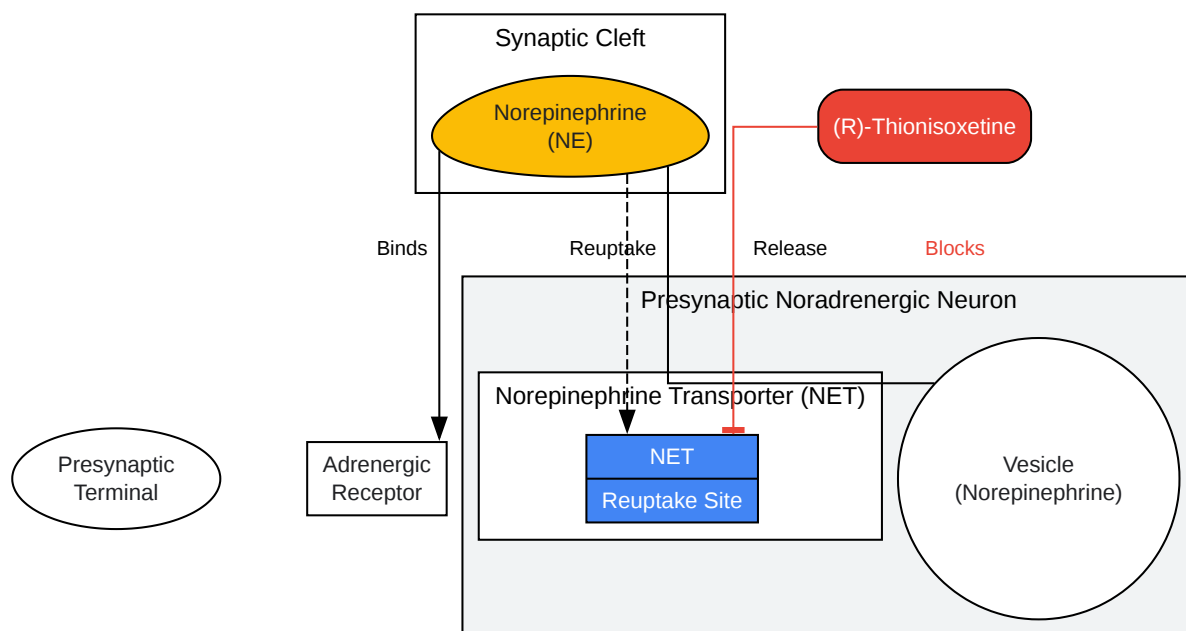 Synaptic Cleft
Norepinephrine
(NE)
(R)-Thionisoxetine
Binds
Reuptake
Release
Blocks
Presynaptic Noradrenergic Neuron
Norepinephrine Transporter (NET)
Presynaptic
Terminal
Adrenergic
Receptor
NET
Reuptake Site
Vesicle
(Norepinephrine)